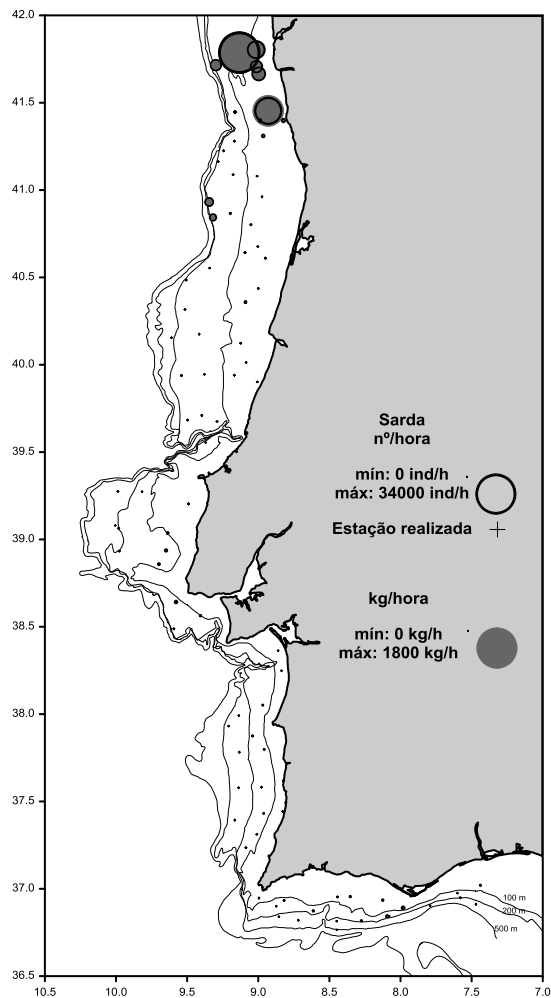 42.0
41.5
41.0
40.5
40.0
39.5
Sarda
nº/hora
mín: 0 ind/h
máx: 34000 ind/h
39.0
Estação realizada
kg/hora
38.5
mín: 0 kg/h
máx: 1800 kg/h
38.0
37.5
37.0
100 m
200 m
500 m
36.5
10.5 10.0 9.5 9.0 8.5 8.0 7.5 7.0